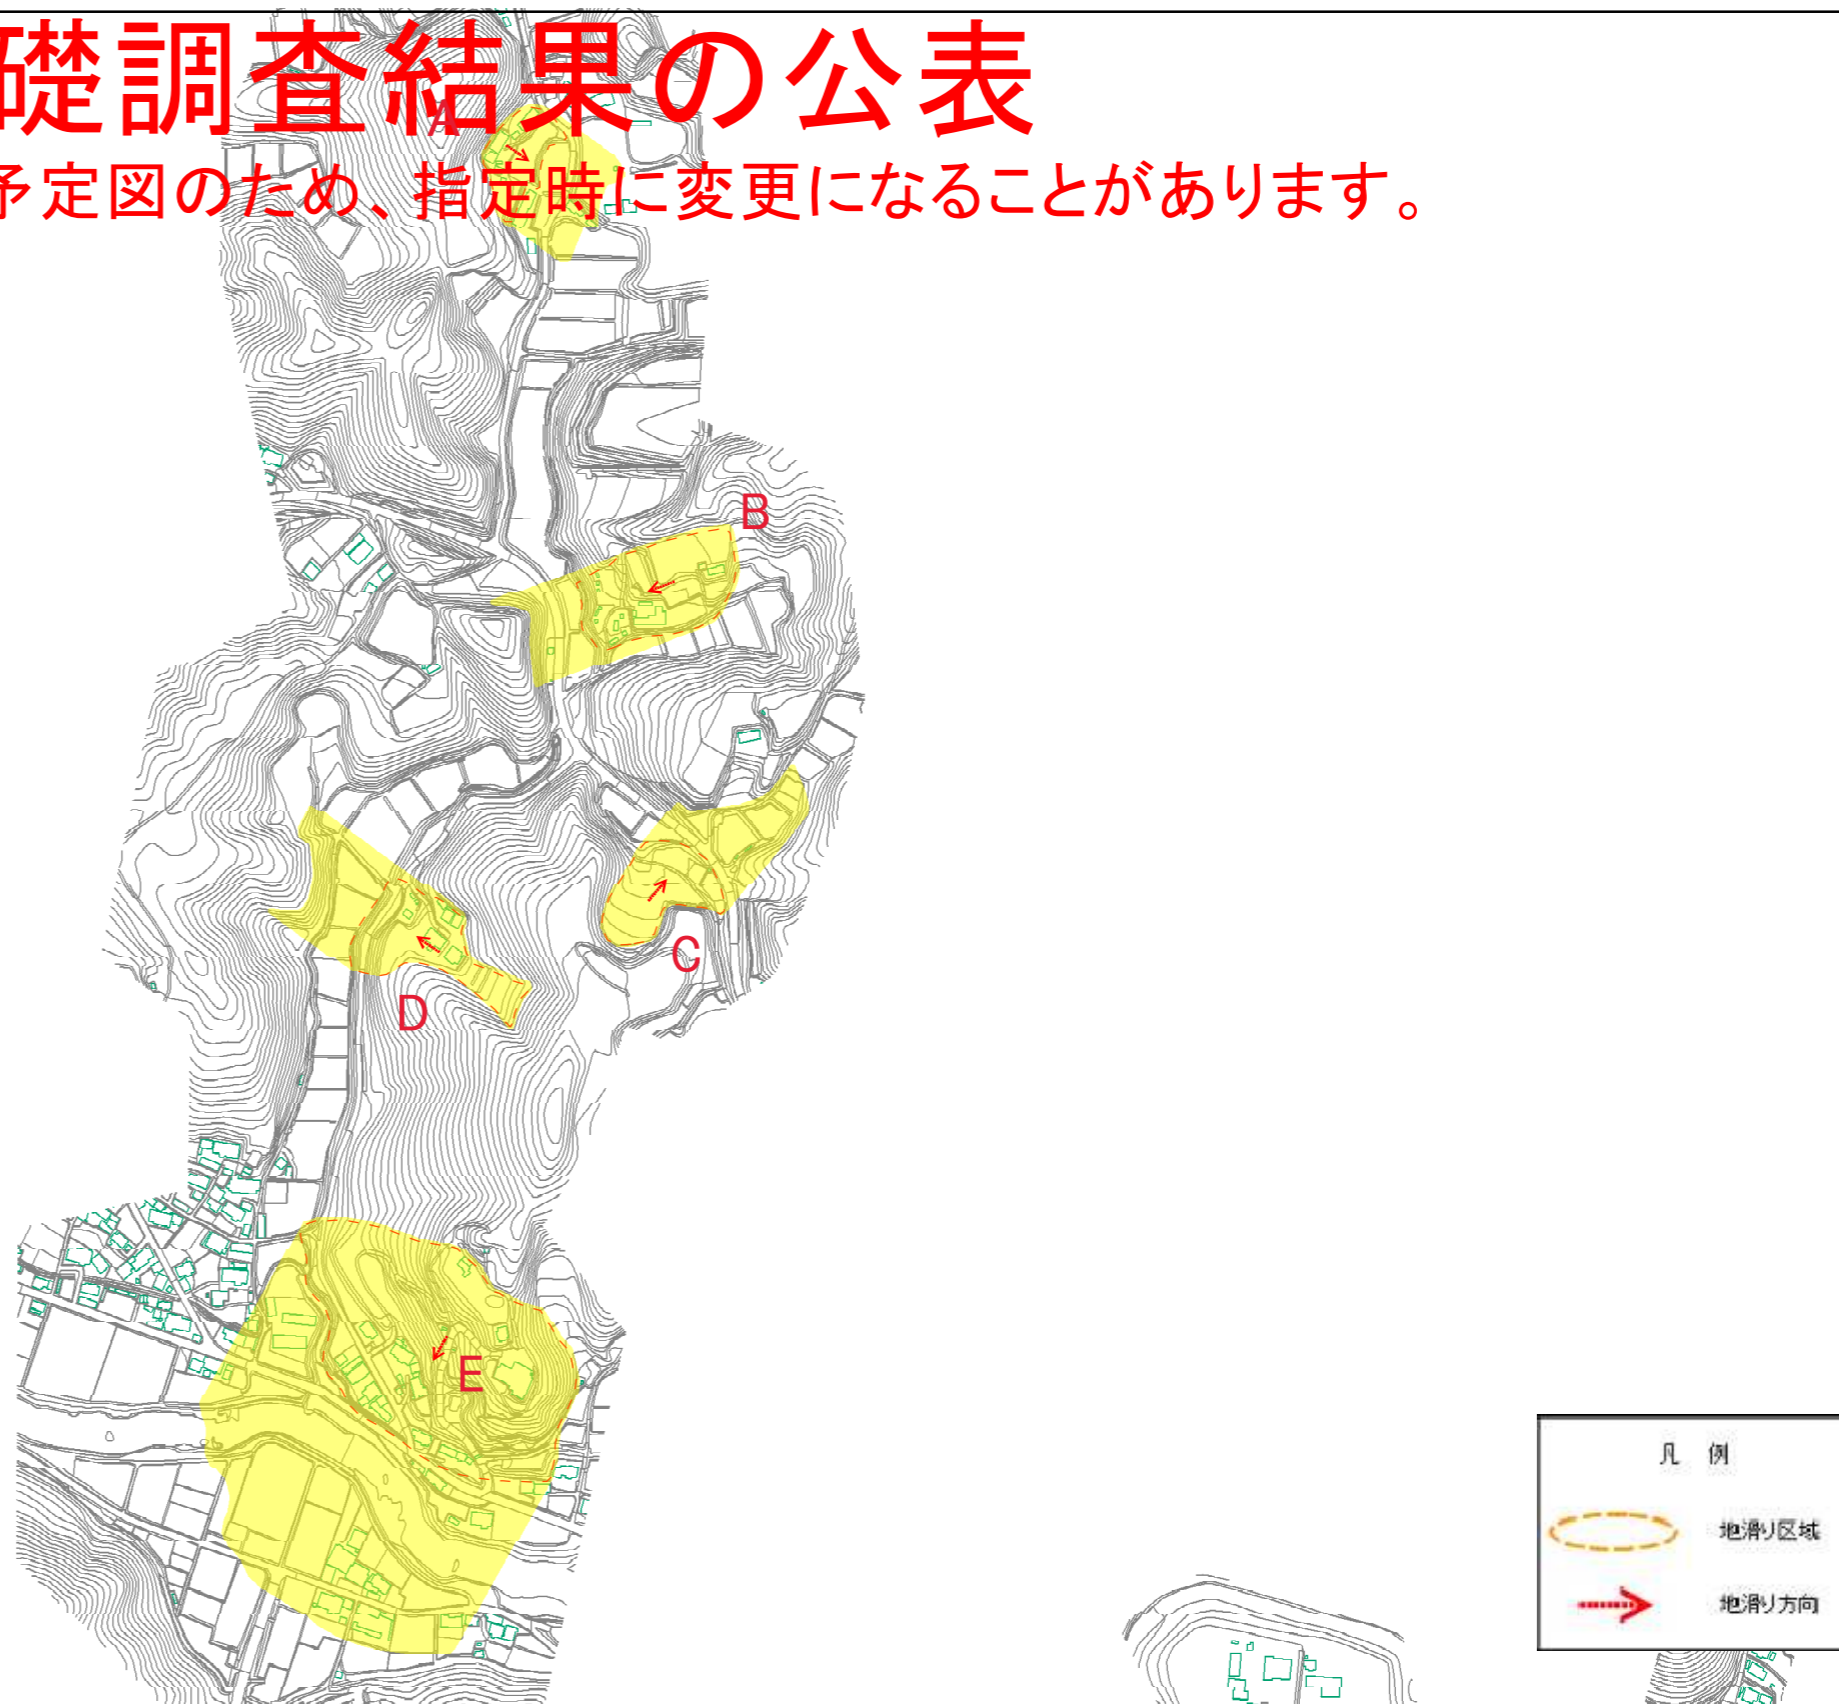 礎調査結果の公表
予定図のため、指定時に変更になることがあります。
A
B
C
D
E
凡 例
地滑り区域
地滑り方向